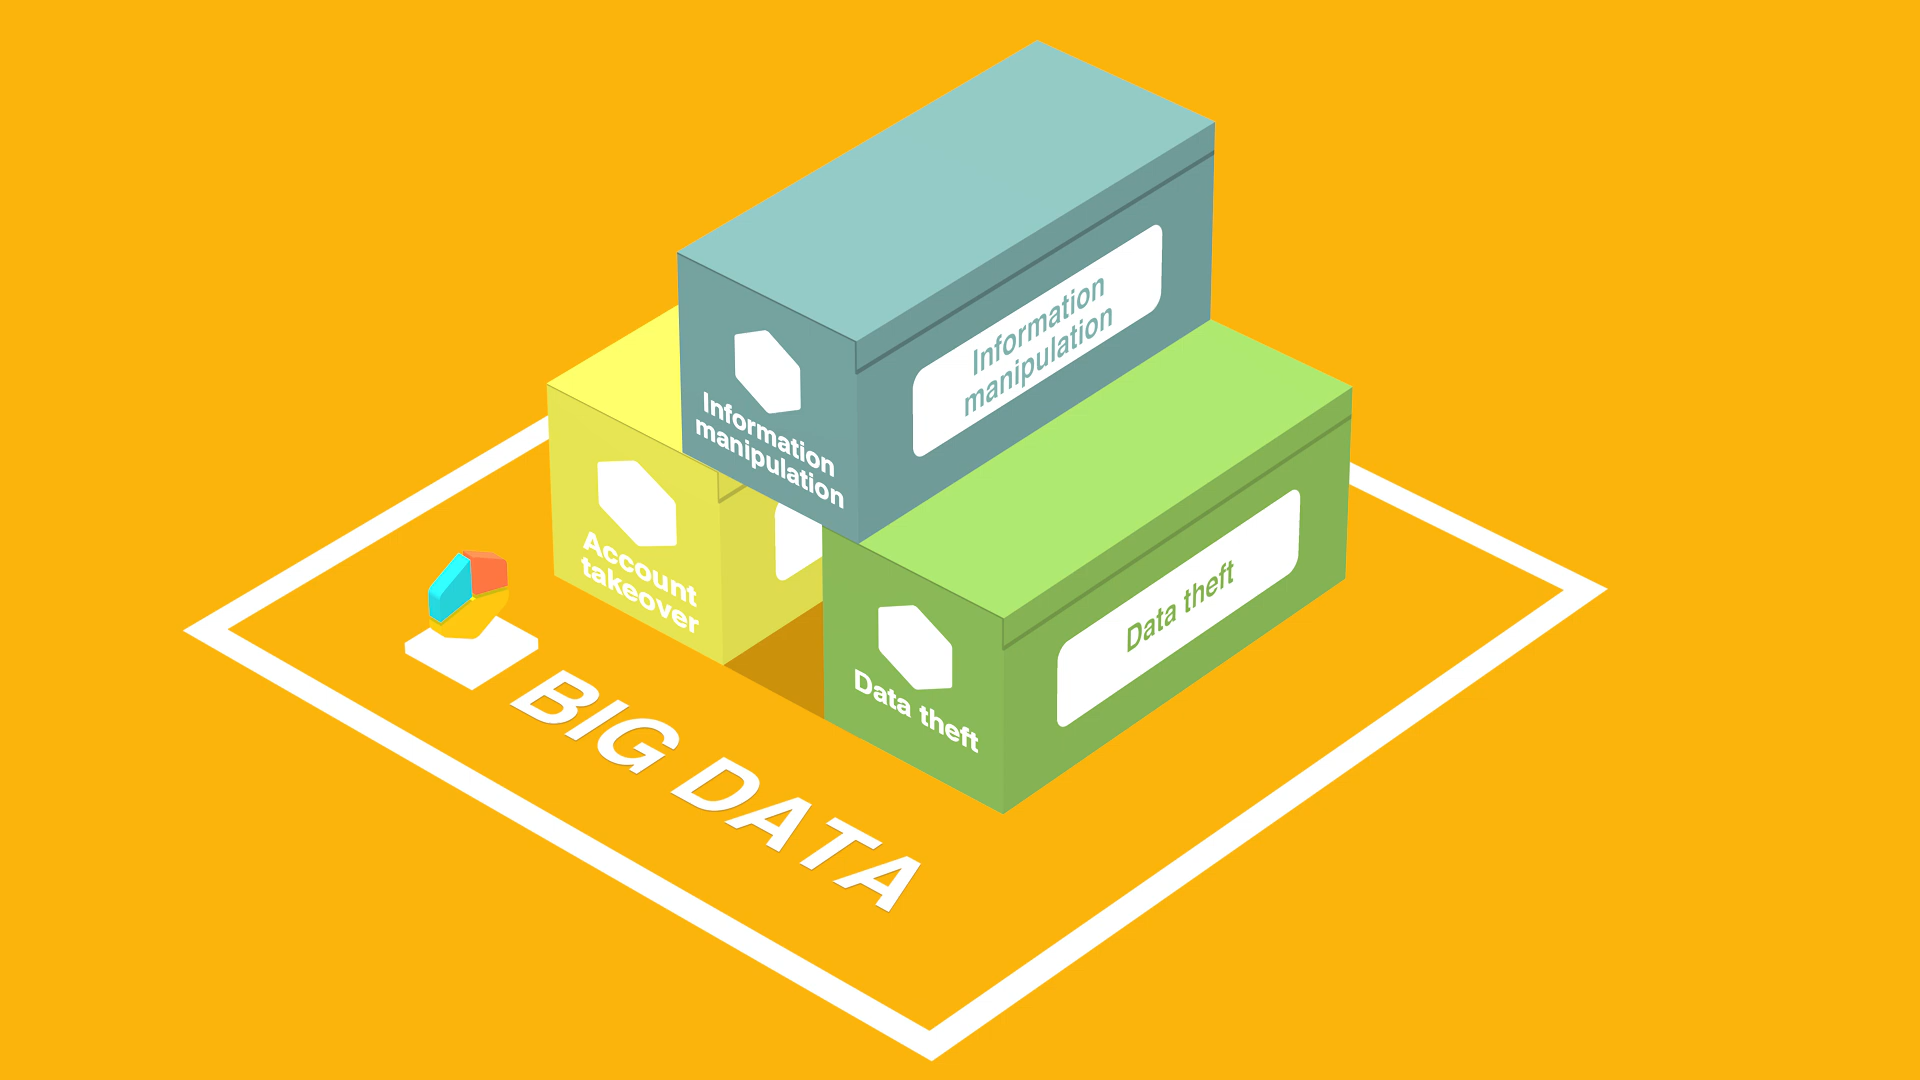 Information
manipulation
Information
manipulation
Account
takeover
Data theft
Data theft
BIG DATA